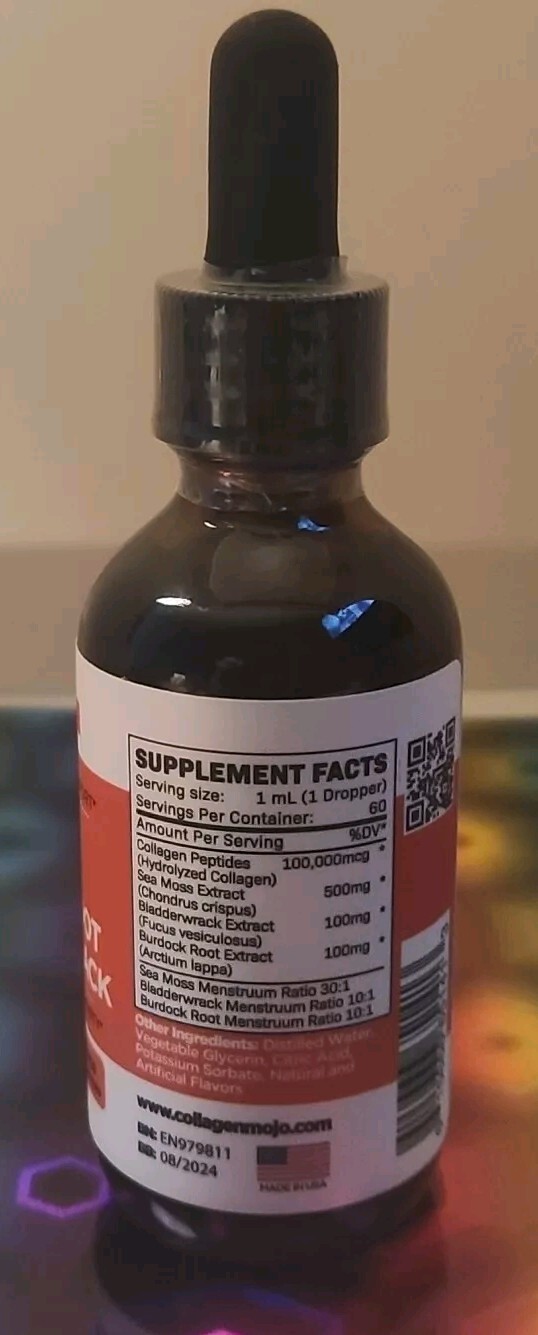 SUPPLEMENT FACTS
Serving size: 1 mL (1 Dropper)
Servings Per Container: 60
Amount Per Serving %DV*
Collagen Peptides 100,000mcg *
(Hydrolyzed Collagen)
Sea Moss Extract 500mg *
(Chondrus crispus)
Bladderwrack Extract 100mg *
(Fucus vesiculosus)
Burdock Root Extract 100mg *
(Arctium lappa)
Sea Moss Menstruum Ratio 30:1
Bladderwrack Menstruum Ratio 10:1
Burdock Root Menstruum Ratio 10:1
Other Ingredients: Distilled Water,
Vegetable Glycerin, Citric Acid,
Potassium Sorbate, Natural and
Artificial Flavors
www.collagenmojo.com
BN: EN979811
BB: 08/2024
MADE IN USA
OT
CK